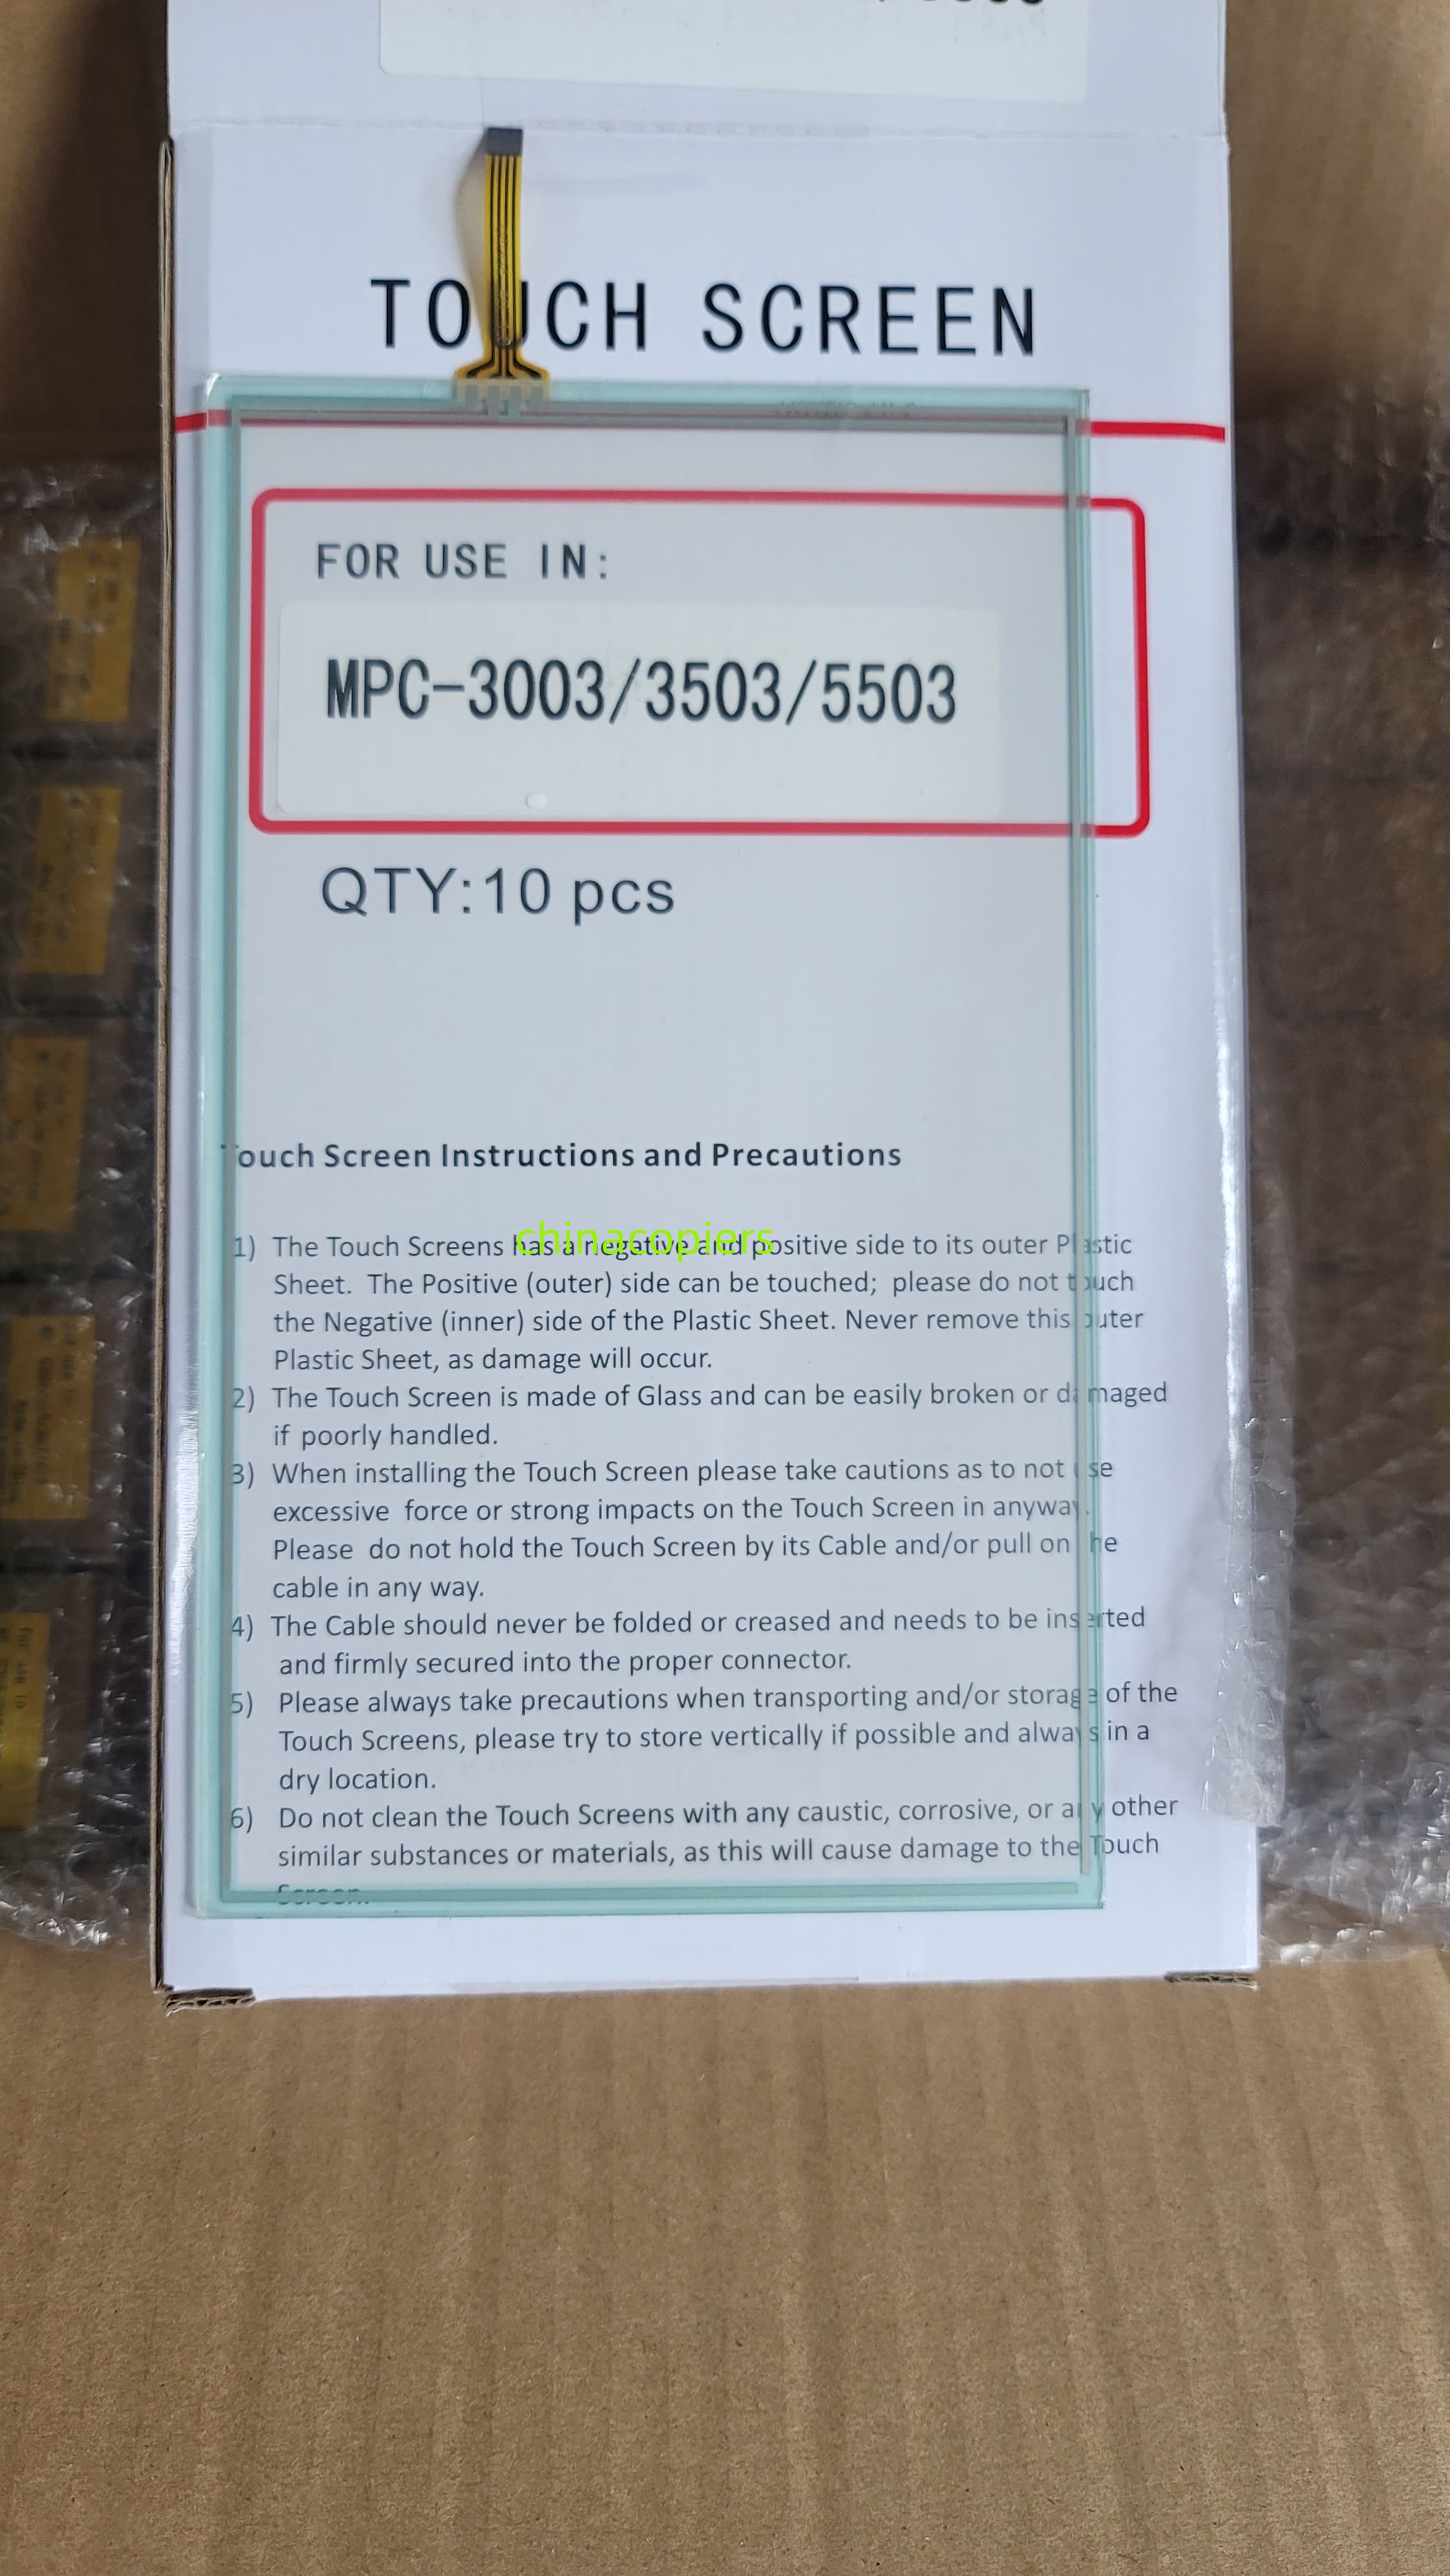 TOUCH SCREEN
FOR USE IN:
MPC-3003/3503/5503
QTY:10 pcs
Touch Screen Instructions and Precautions
chinacopiers
1) The Touch Screens has a negative and positive side to its outer Plastic
Sheet. The Positive (outer) side can be touched; please do not touch
the Negative (inner) side of the Plastic Sheet. Never remove this outer
Plastic Sheet, as damage will occur.
2) The Touch Screen is made of Glass and can be easily broken or damaged
if poorly handled.
3) When installing the Touch Screen please take cautions as to not use
excessive force or strong impacts on the Touch Screen in anyway.
Please do not hold the Touch Screen by its Cable and/or pull on the
cable in any way.
4) The Cable should never be folded or creased and needs to be inserted
and firmly secured into the proper connector.
5) Please always take precautions when transporting and/or storage of the
Touch Screens, please try to store vertically if possible and always in a
dry location.
6) Do not clean the Touch Screens with any caustic, corrosive, or any other
similar substances or materials, as this will cause damage to the Touch
Screen.